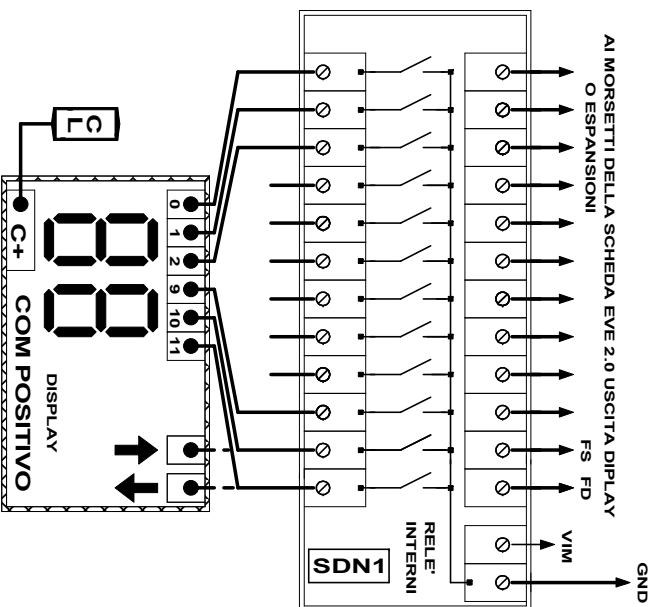 AI MORSETTI DELLA SCHEDA EVE 2.0 USCITA DIPLAY
O ESPANSIONI
FS
FD
VIM
GND
RELE'
INTERNI
SDN1
C
L
C+
0
1
2
9
10
11
88
DISPLAY
COM POSITIVO